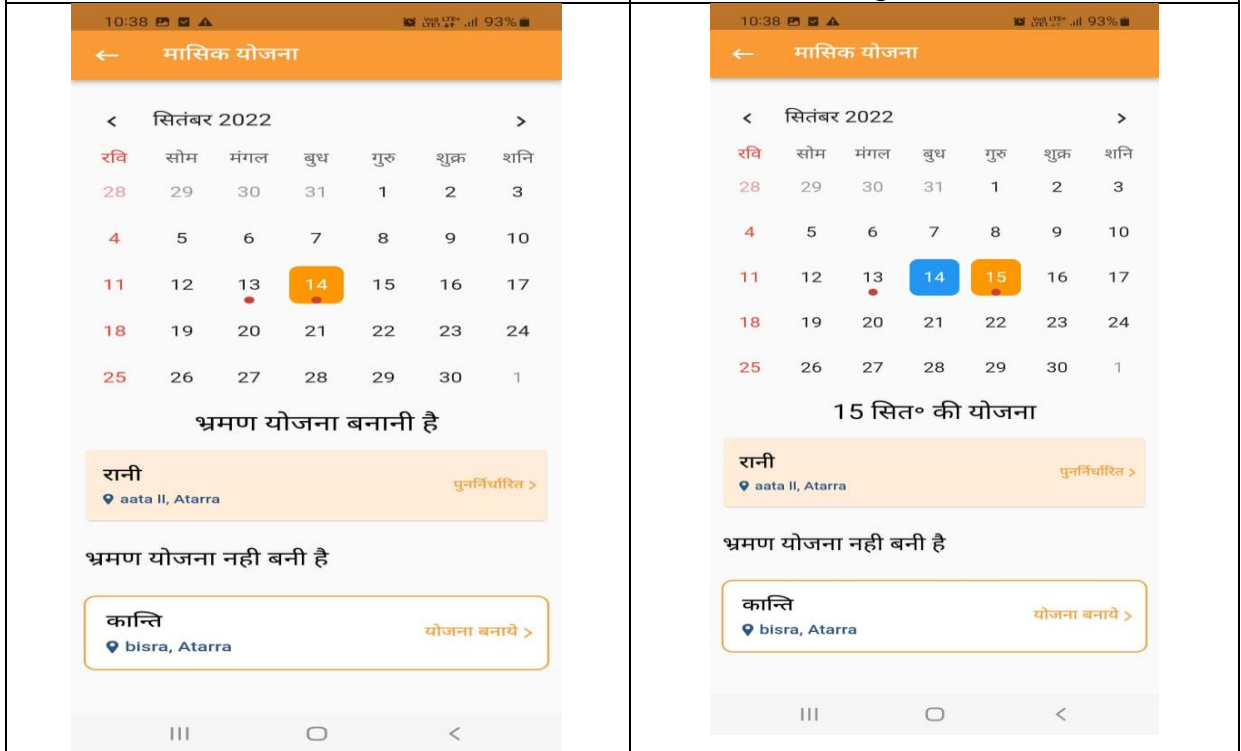 10:38 93%
← मासिक योजना
< सितंबर 2022 >
रवि सोम मंगल बुध गुरु शुक्र शनि
28 29 30 31 1 2 3
4 5 6 7 8 9 10
11 12 13 14 15 16 17
18 19 20 21 22 23 24
25 26 27 28 29 30 1
भ्रमण योजना बनानी है
रानी
पुनर्निर्धारित >
aata II, Atarra
भ्रमण योजना नही बनी है
कान्ति
योजना बनाये >
bisra, Atarra
10:38 93%
← मासिक योजना
< सितंबर 2022 >
रवि सोम मंगल बुध गुरु शुक्र शनि
28 29 30 31 1 2 3
4 5 6 7 8 9 10
11 12 13 14 15 16 17
18 19 20 21 22 23 24
25 26 27 28 29 30 1
15 सित॰ की योजना
रानी
पुनर्निर्धारित >
aata II, Atarra
भ्रमण योजना नही बनी है
कान्ति
योजना बनाये >
bisra, Atarra